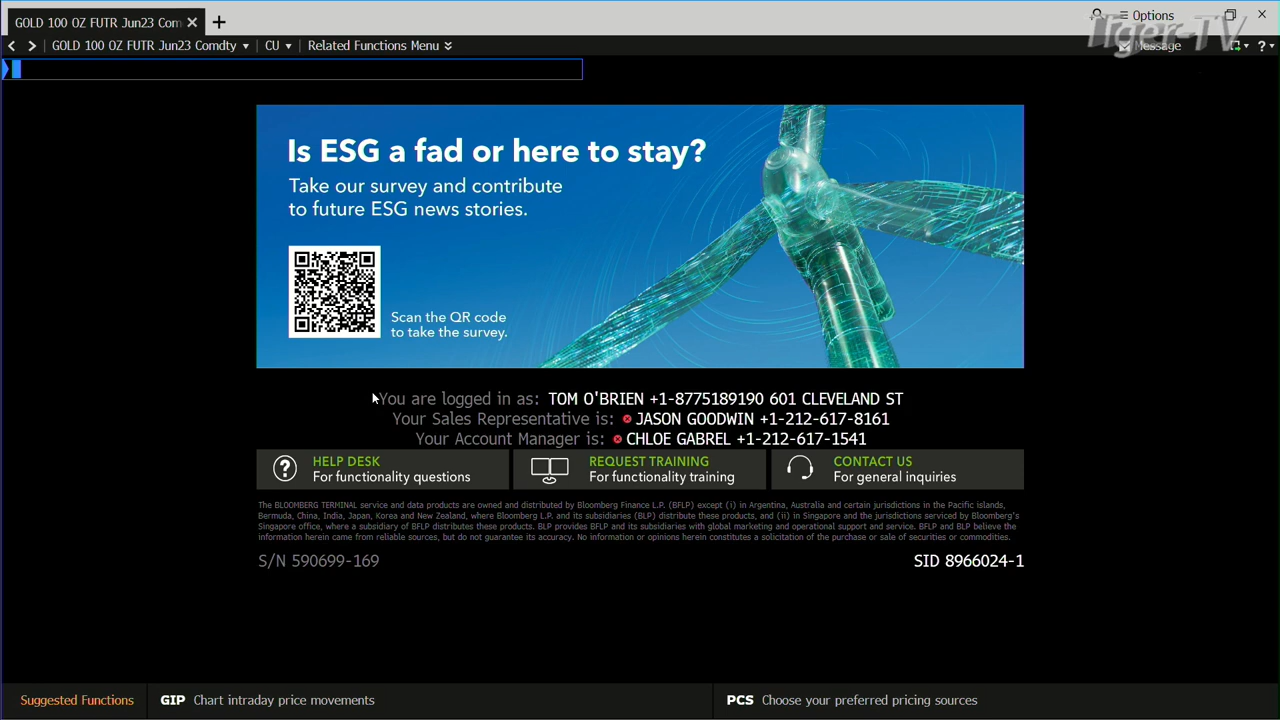 GOLD 100 OZ FUTR Jun23 Com
Options
GOLD 100 OZ FUTR Jun23 Comdty CU Related Functions Menu
Message
Tiger-TV
Is ESG a fad or here to stay?
Take our survey and contribute
to future ESG news stories.
Scan the QR code
to take the survey.
You are logged in as: TOM O'BRIEN +1-8775189190 601 CLEVELAND ST
Your Sales Representative is: JASON GOODWIN +1-212-617-8161
Your Account Manager is: CHLOE GABREL +1-212-617-1541
HELP DESK
For functionality questions
REQUEST TRAINING
For functionality training
CONTACT US
For general inquiries
The BLOOMBERG TERMINAL service and data products are owned and distributed by Bloomberg Finance L.P. (BFLP) except (i) in Argentina, Australia and certain jurisdictions in the Pacific islands,
Bermuda, China, India, Japan, Korea and New Zealand, where Bloomberg L.P. and its subsidiaries (BLP) distribute these products, and (ii) in Singapore and the jurisdictions serviced by Bloomberg's
Singapore office, where a subsidiary of BFLP distributes these products. BLP provides BFLP and its subsidiaries with global marketing and operational support and service. BFLP and BLP believe the
information herein came from reliable sources, but do not guarantee its accuracy. No information or opinions herein constitutes a solicitation of the purchase or sale of securities or commodities.
S/N 590699-169
SID 8966024-1
Suggested Functions GIP Chart intraday price movements PCS Choose your preferred pricing sources